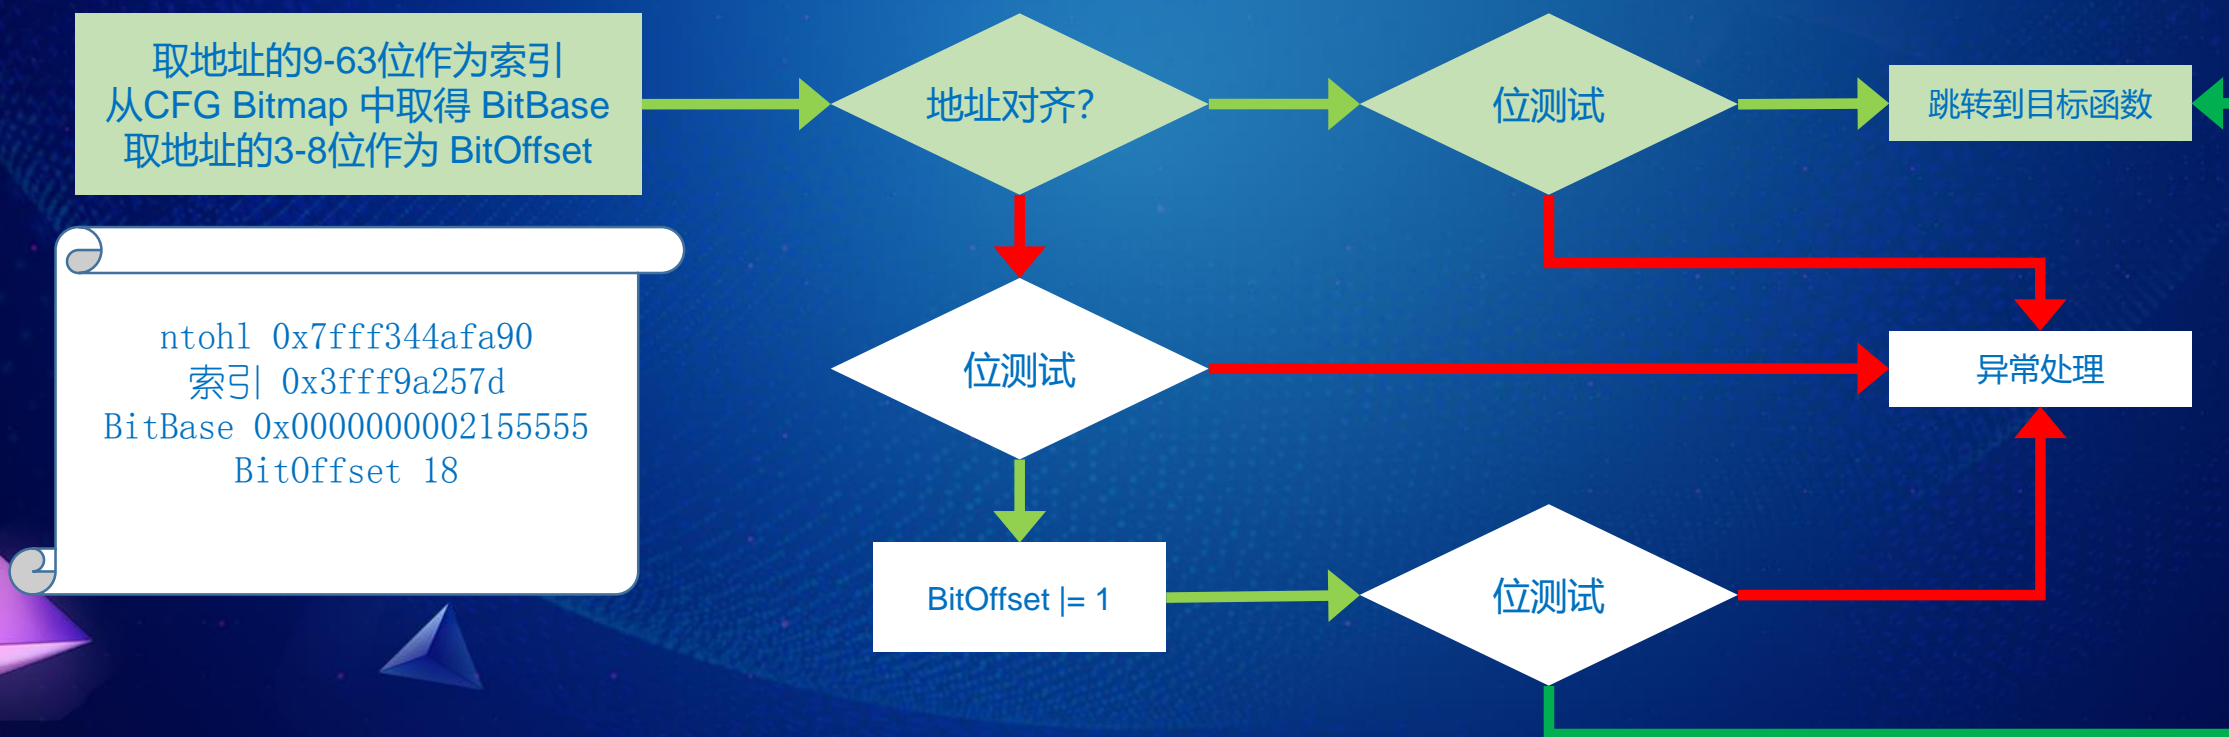 取地址的9-63位作为索引
从CFG Bitmap 中取得 BitBase
取地址的3-8位作为 BitOffset
地址对齐?
位测试
跳转到目标函数
ntohl 0x7fff344afa90
索引 0x3fff9a257d
BitBase 0x0000000002155555
BitOffset 18
位测试
异常处理
BitOffset |= 1
位测试